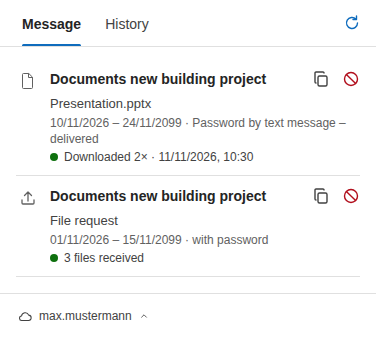 Message History
Documents new building project
Presentation.pptx
10/11/2026 – 24/11/2099 · Password by text message –
delivered
Downloaded 2× · 11/11/2026, 10:30
Documents new building project
File request
01/11/2026 – 15/11/2099 · with password
3 files received
max.mustermann